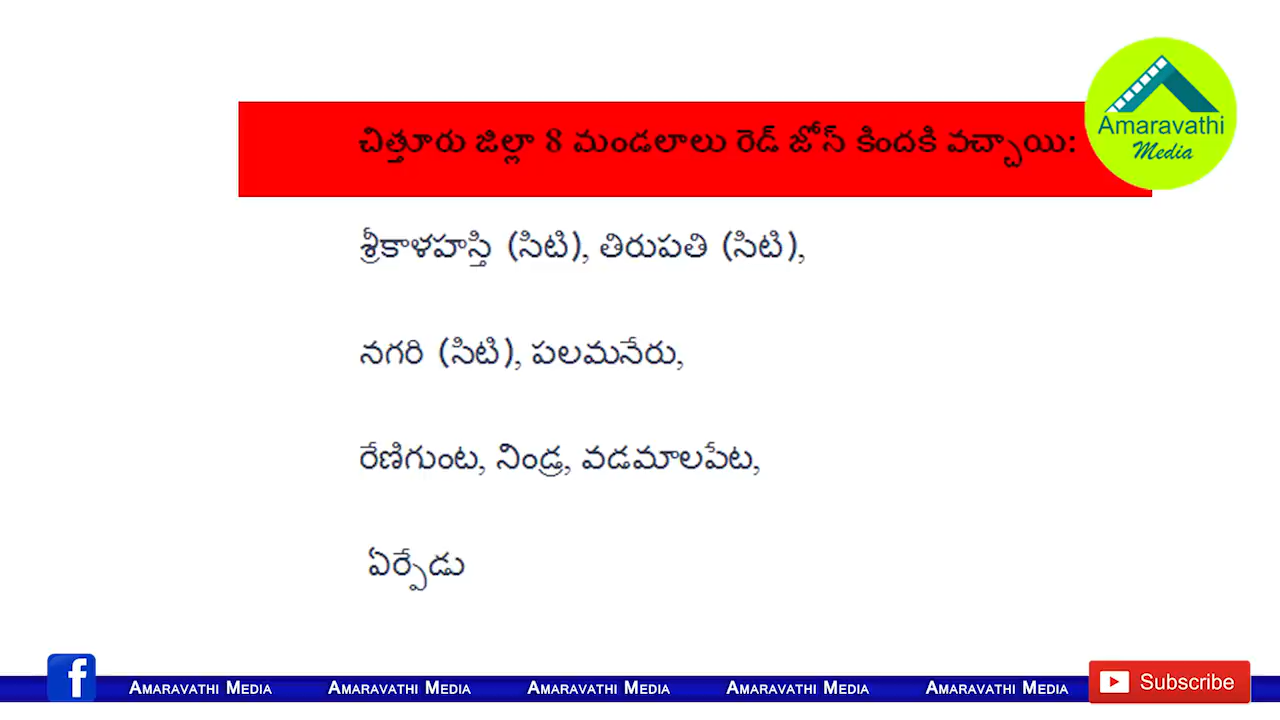 చిత్తూరు జిల్లా 8 మండలాలు రెడ్ జోస్ కిందకి వచ్చాయి:
Amaravathi
Media
శ్రీకాళహస్తి (సిటి), తిరుపతి (సిటి),
నగరి (సిటి), పలమనేరు,
రేణిగుంట, నిండ్ర, వడమాలపేట,
ఏర్పేడు
f AMARAVATHI MEDIA AMARAVATHI MEDIA AMARAVATHI MEDIA AMARAVATHI MEDIA AMARAVATHI MEDIA Subscribe